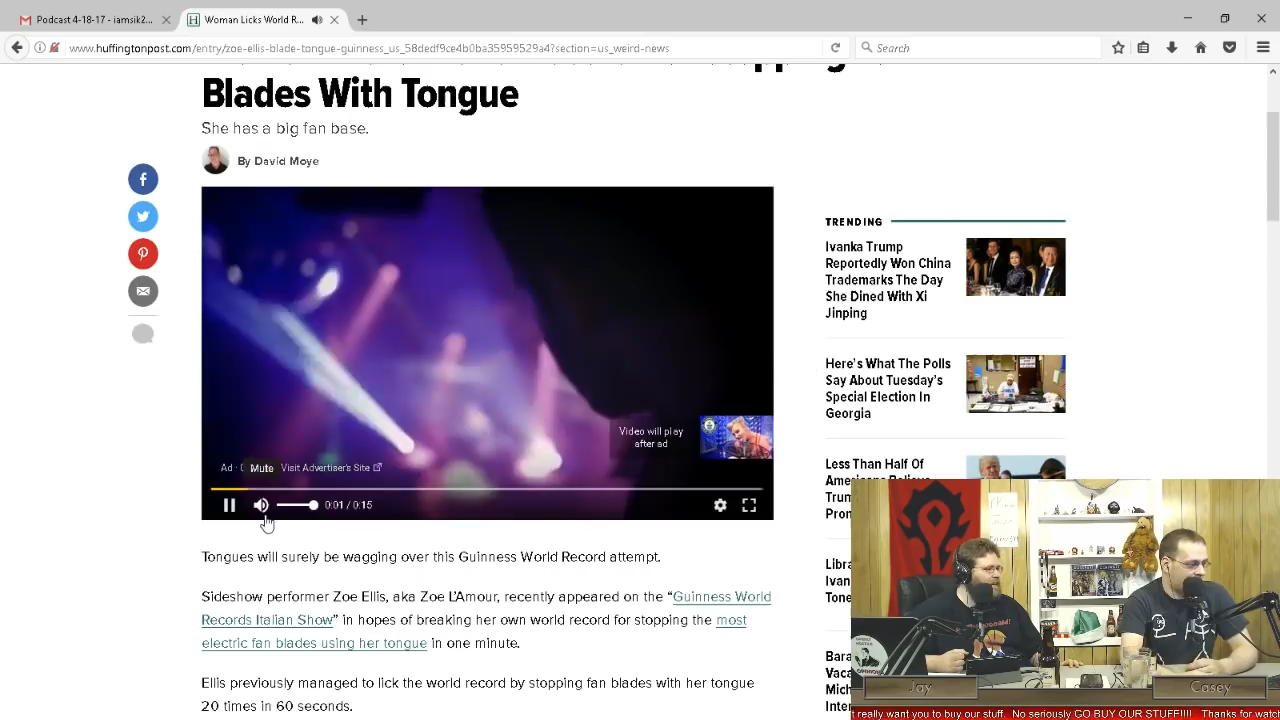 Podcast 4-18-17 - iamsik2...
Woman Licks World R...
www.huffingtonpost.com/entry/zoe-ellis-blade-tongue-guinness_us_58dedf9ce4b0ba35959529a4?section=us_weird-news
Search
Blades With Tongue
She has a big fan base.
By David Moye
Video will play
after ad
Ad
Mute
Visit Advertiser's Site
0:01 / 0:15
Tongues will surely be wagging over this Guinness World Record attempt.
Sideshow performer Zoe Ellis, aka Zoe L'Amour, recently appeared on the “Guinness World
Records Italian Show” in hopes of breaking her own world record for stopping the most
electric fan blades using her tongue in one minute.
Ellis previously managed to lick the world record by stopping fan blades with her tongue
20 times in 60 seconds.
TRENDING
Ivanka Trump
Reportedly Won China
Trademarks The Day
She Dined With Xi
Jinping
Here's What The Polls
Say About Tuesday's
Special Election In
Georgia
Less Than Half Of
Jay
Casey
t really want you to buy our stuff. No seriously GO BUY OUR STUFF!!!! Thanks for watc